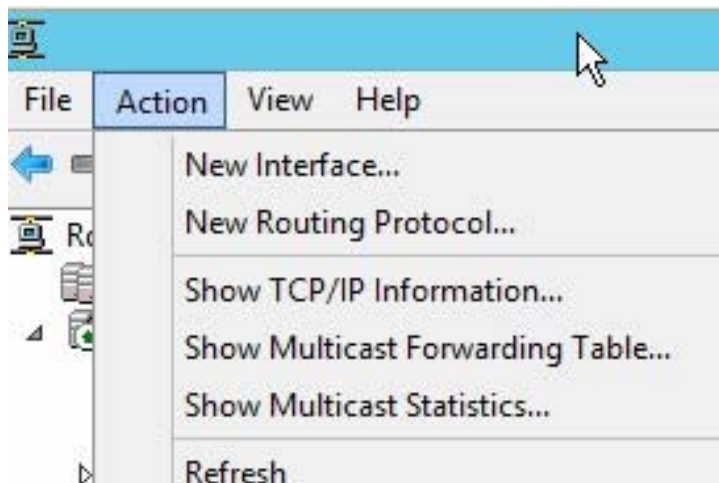 File Action View Help
New Interface...
New Routing Protocol...
Show TCP/IP Information...
Show Multicast Forwarding Table...
Show Multicast Statistics...
Refresh